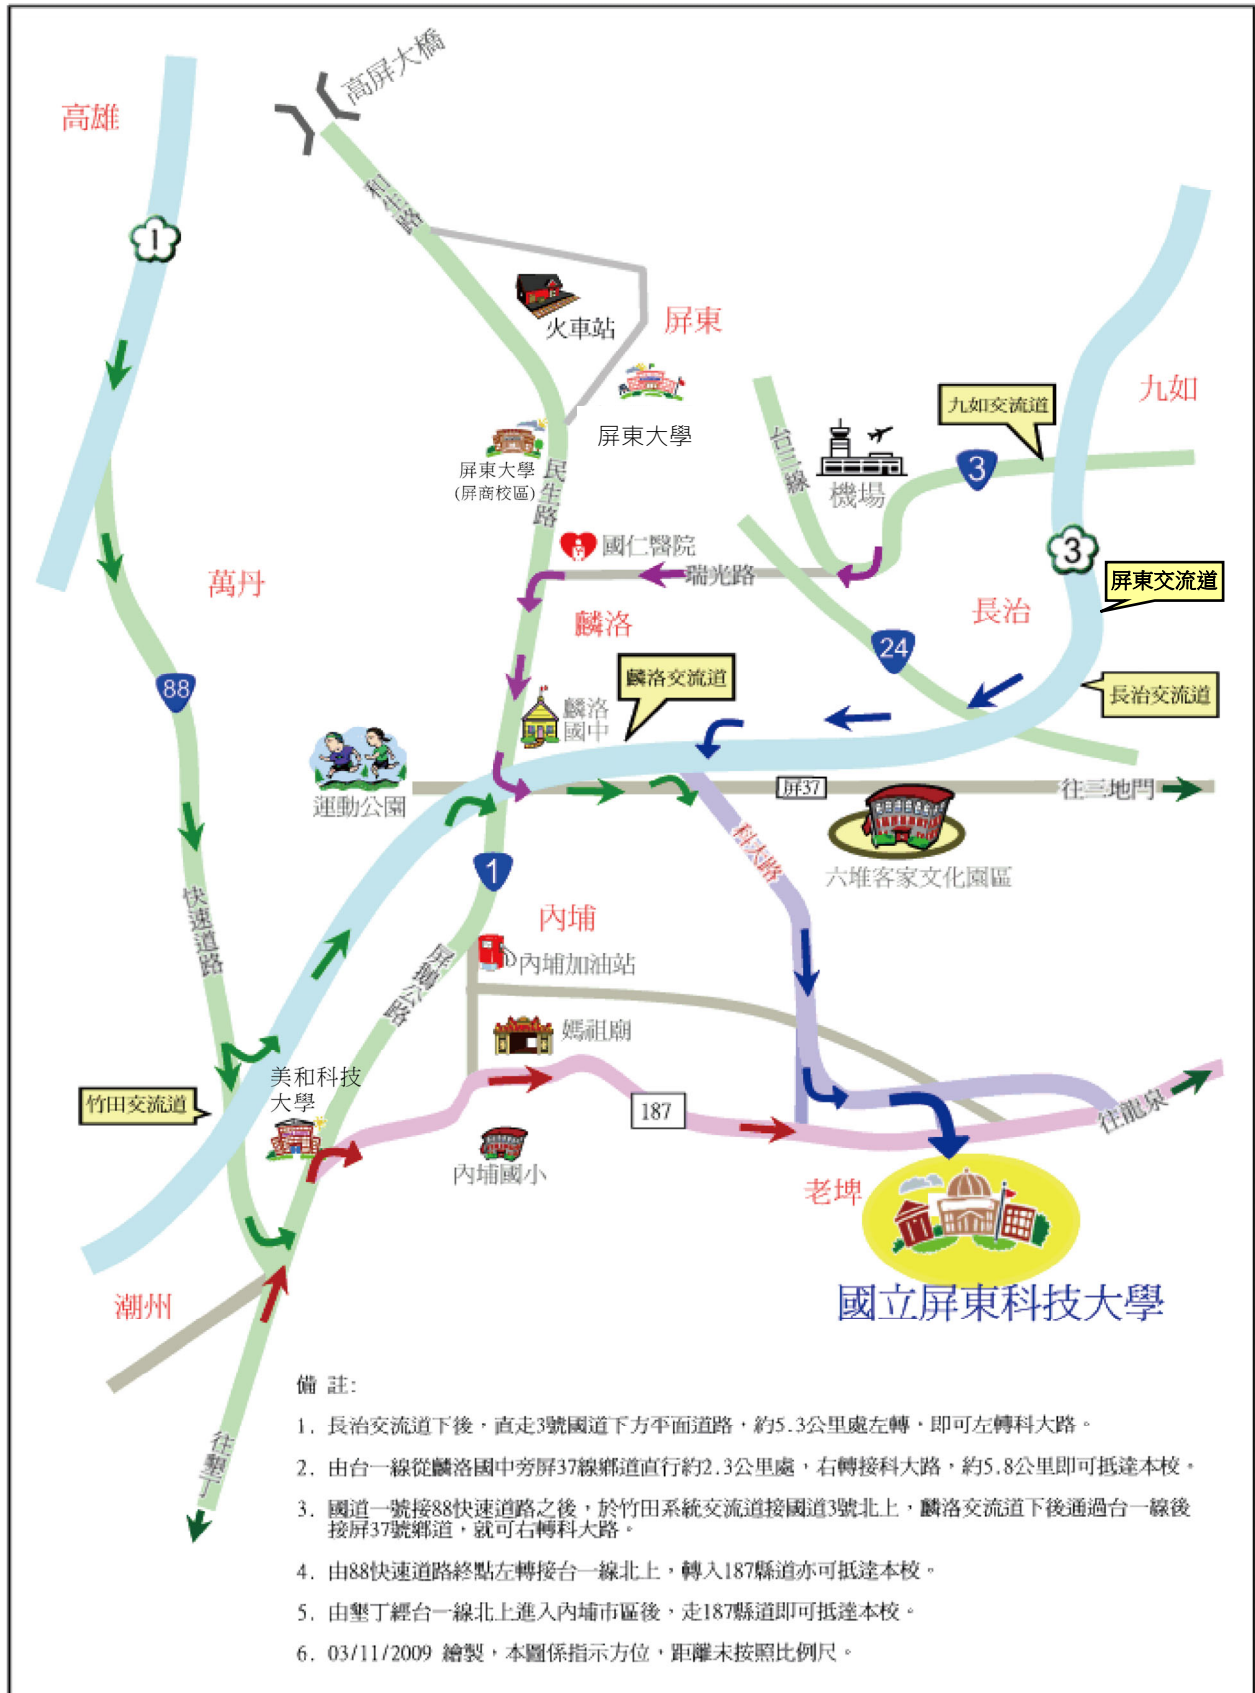 高屏大橋
高雄
1
和生路
火車站
屏東
九如
九如交流道
屏東大學
屏東大學
(屏商校區)
民生路
台三線
機場
3
3
國仁醫院
瑞光路
屏東交流道
萬丹
麟洛
長治
24
88
麟洛交流道
長治交流道
麟洛
國中
運動公園
屏37
往三地門
科大路
六堆客家文化園區
1
快速道路
內埔
屏鵝公路
內埔加油站
媽祖廟
美和科技
大學
竹田交流道
187
往龍泉
內埔國小
老埤
潮州
國立屏東科技大學
往墾丁
備 註:
1. 長治交流道下後，直走3號國道下方平面道路，約5.3公里處左轉，即可左轉科大路。
2. 由台一線從麟洛國中旁屏37線鄉道直行約2.3公里處，右轉接科大路，約5.8公里即可抵達本校。
3. 國道一號接88快速道路之後，於竹田系統交流道接國道3號北上，麟洛交流道下後通過台一線後
接屏37號鄉道，就可右轉科大路。
4. 由88快速道路終點左轉接台一線北上，轉入187縣道亦可抵達本校。
5. 由墾丁經台一線北上進入內埔市區後，走187縣道即可抵達本校。
6. 03/11/2009 繪製，本圖係指示方位，距離未按照比例尺。